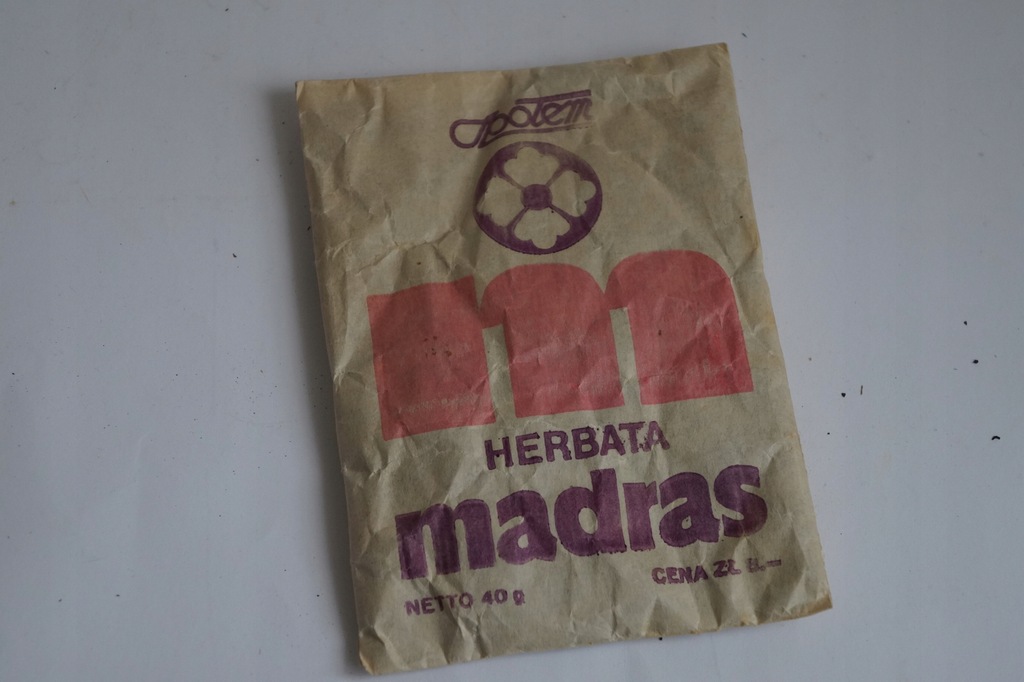 Społem
m
HERBATA
madras
NETTO 40 g
CENA ZŁ